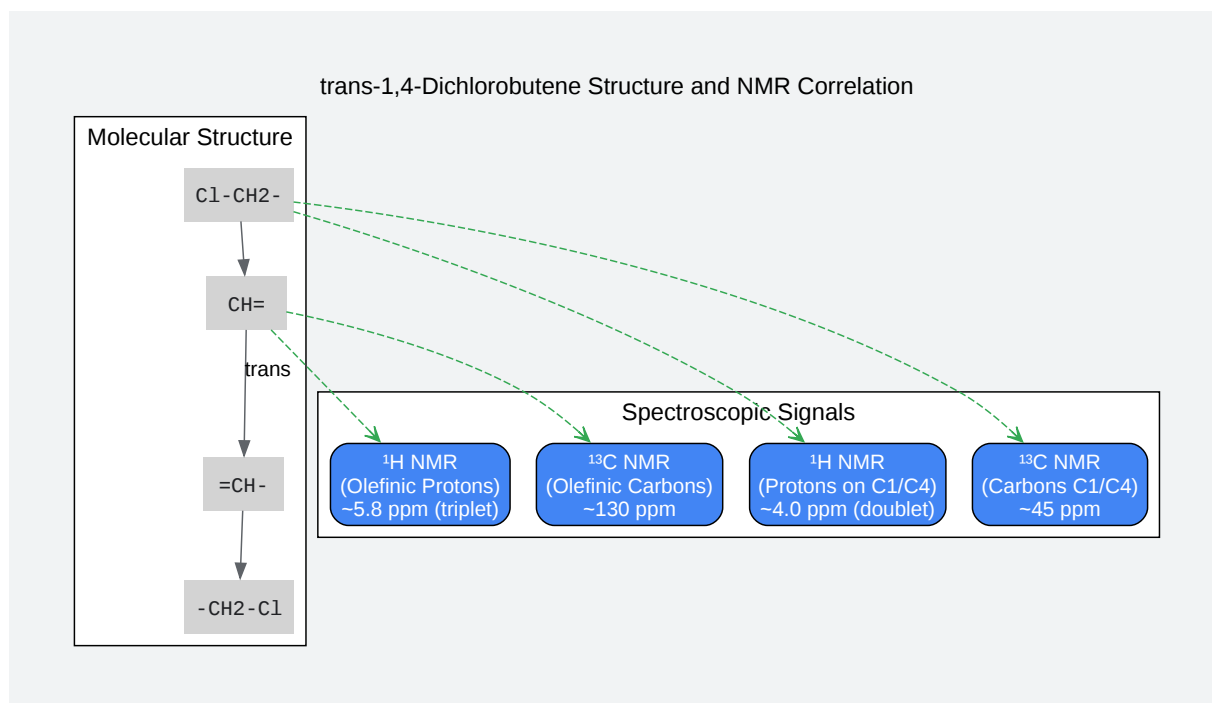 trans-1,4-Dichlorobutene Structure and NMR Correlation
Molecular Structure
Cl-CH2-
CH=
trans
=CH-
-CH2-Cl
Spectroscopic Signals
¹H NMR
(Olefinic Protons)
~5.8 ppm (triplet)
¹³C NMR
(Olefinic Carbons)
~130 ppm
¹H NMR
(Protons on C1/C4)
~4.0 ppm (doublet)
¹³C NMR
(Carbons C1/C4)
~45 ppm